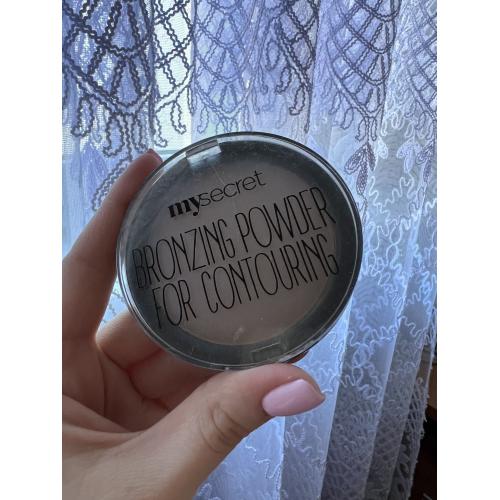 mysecret
BRONZING POWDER
FOR CONTOURING